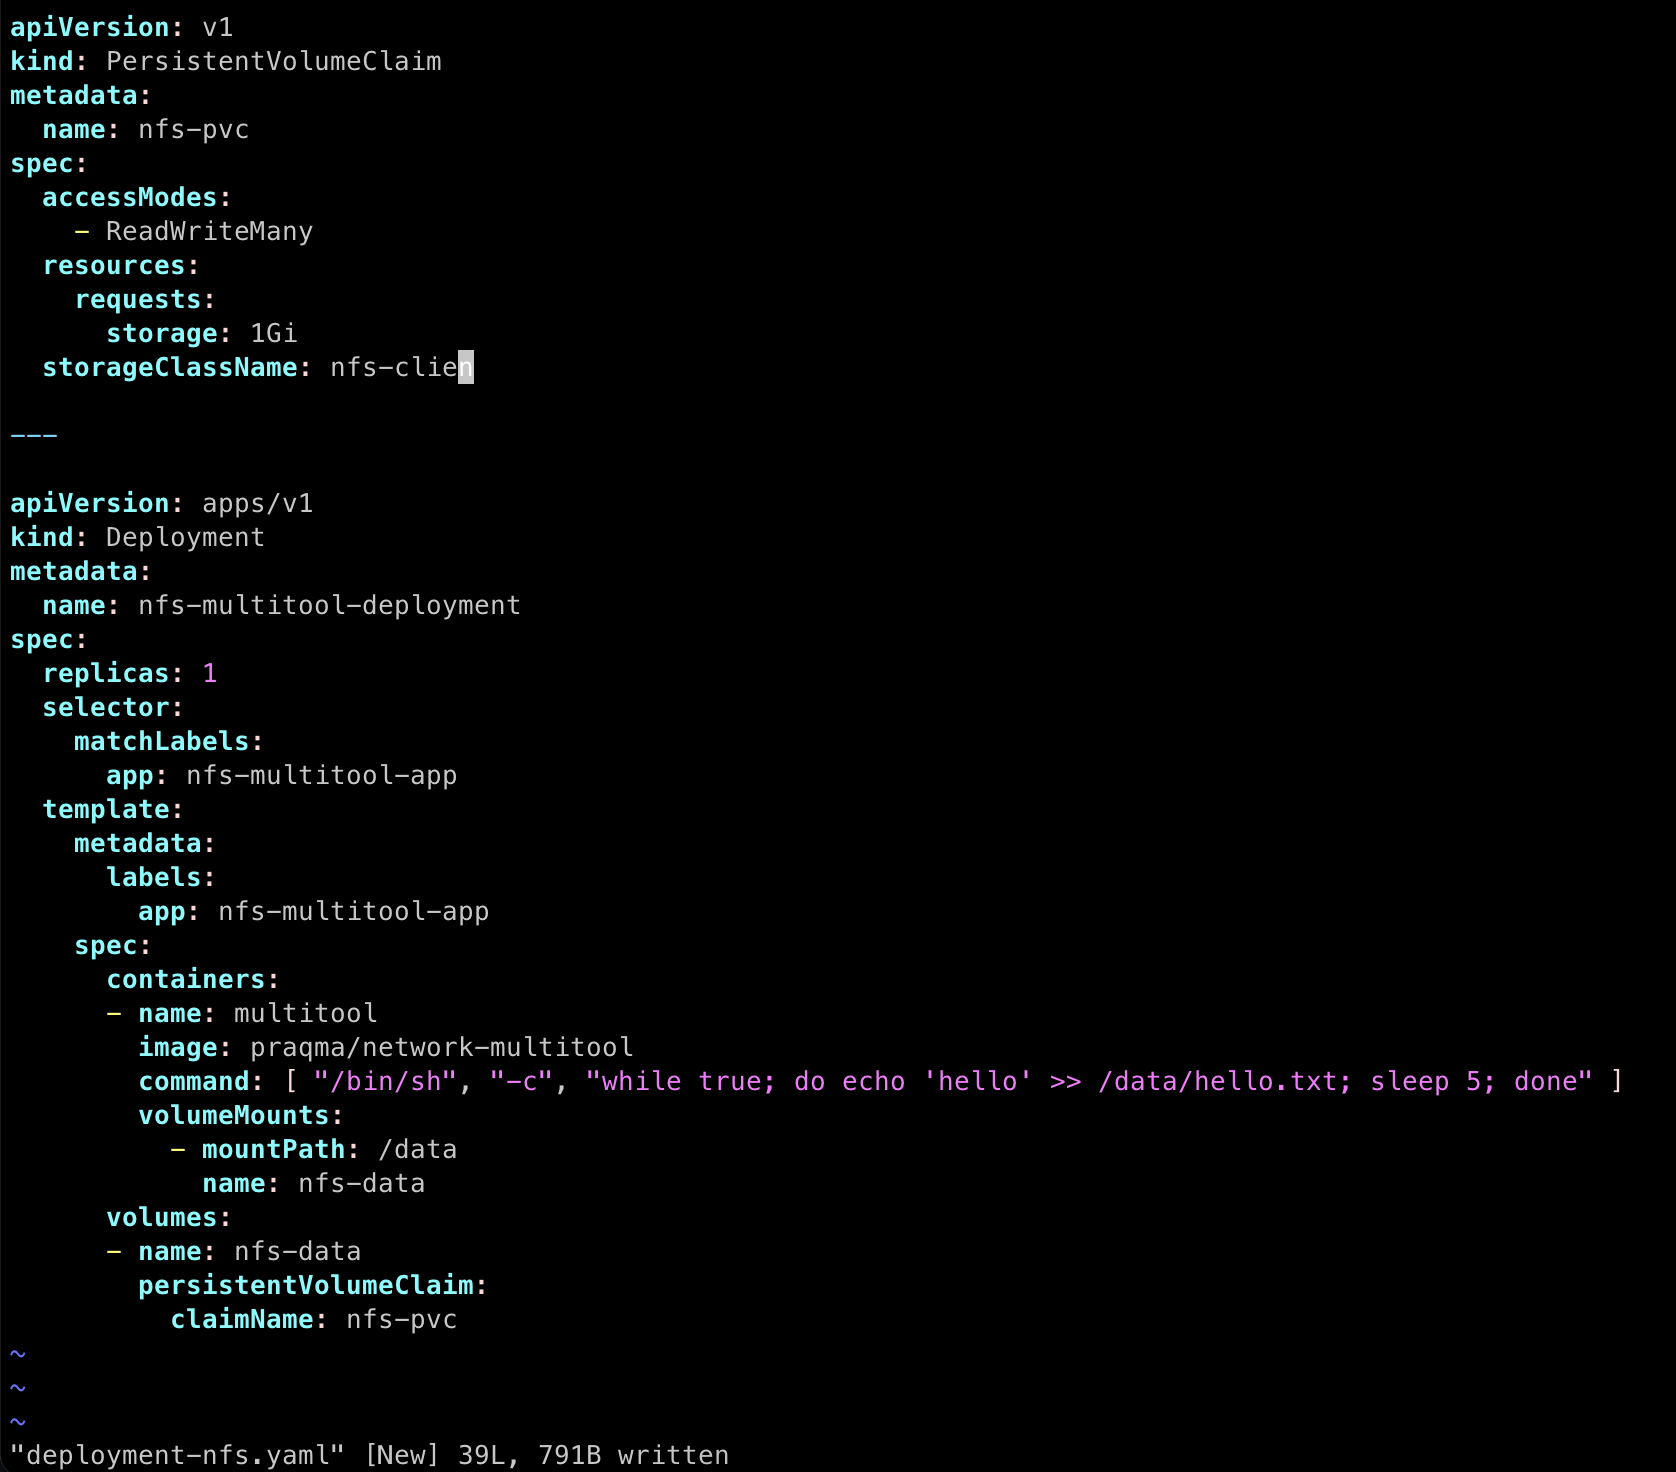 apiVersion: v1
kind: PersistentVolumeClaim
metadata:
  name: nfs-pvc
spec:
  accessModes:
    - ReadWriteMany
  resources:
    requests:
      storage: 1Gi
  storageClassName: nfs-clien

---

apiVersion: apps/v1
kind: Deployment
metadata:
  name: nfs-multitool-deployment
spec:
  replicas: 1
  selector:
    matchLabels:
      app: nfs-multitool-app
  template:
    metadata:
      labels:
        app: nfs-multitool-app
    spec:
      containers:
      - name: multitool
        image: praqma/network-multitool
        command: [ "/bin/sh", "-c", "while true; do echo 'hello' >> /data/hello.txt; sleep 5; done" ]
        volumeMounts:
          - mountPath: /data
            name: nfs-data
      volumes:
      - name: nfs-data
        persistentVolumeClaim:
          claimName: nfs-pvc
~
~
~
"deployment-nfs.yaml" [New] 39L, 791B written